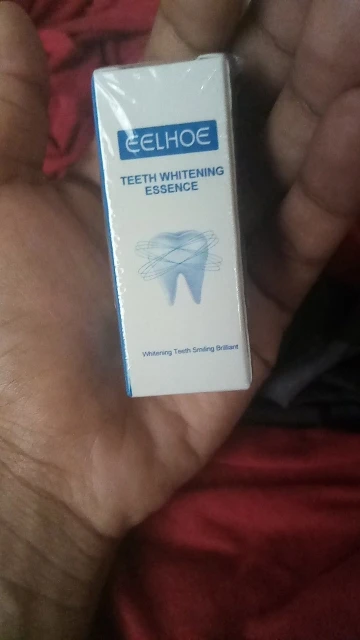 EELHOE
TEETH WHITENING
ESSENCE
Whitening Teeth Smiling Brilliant